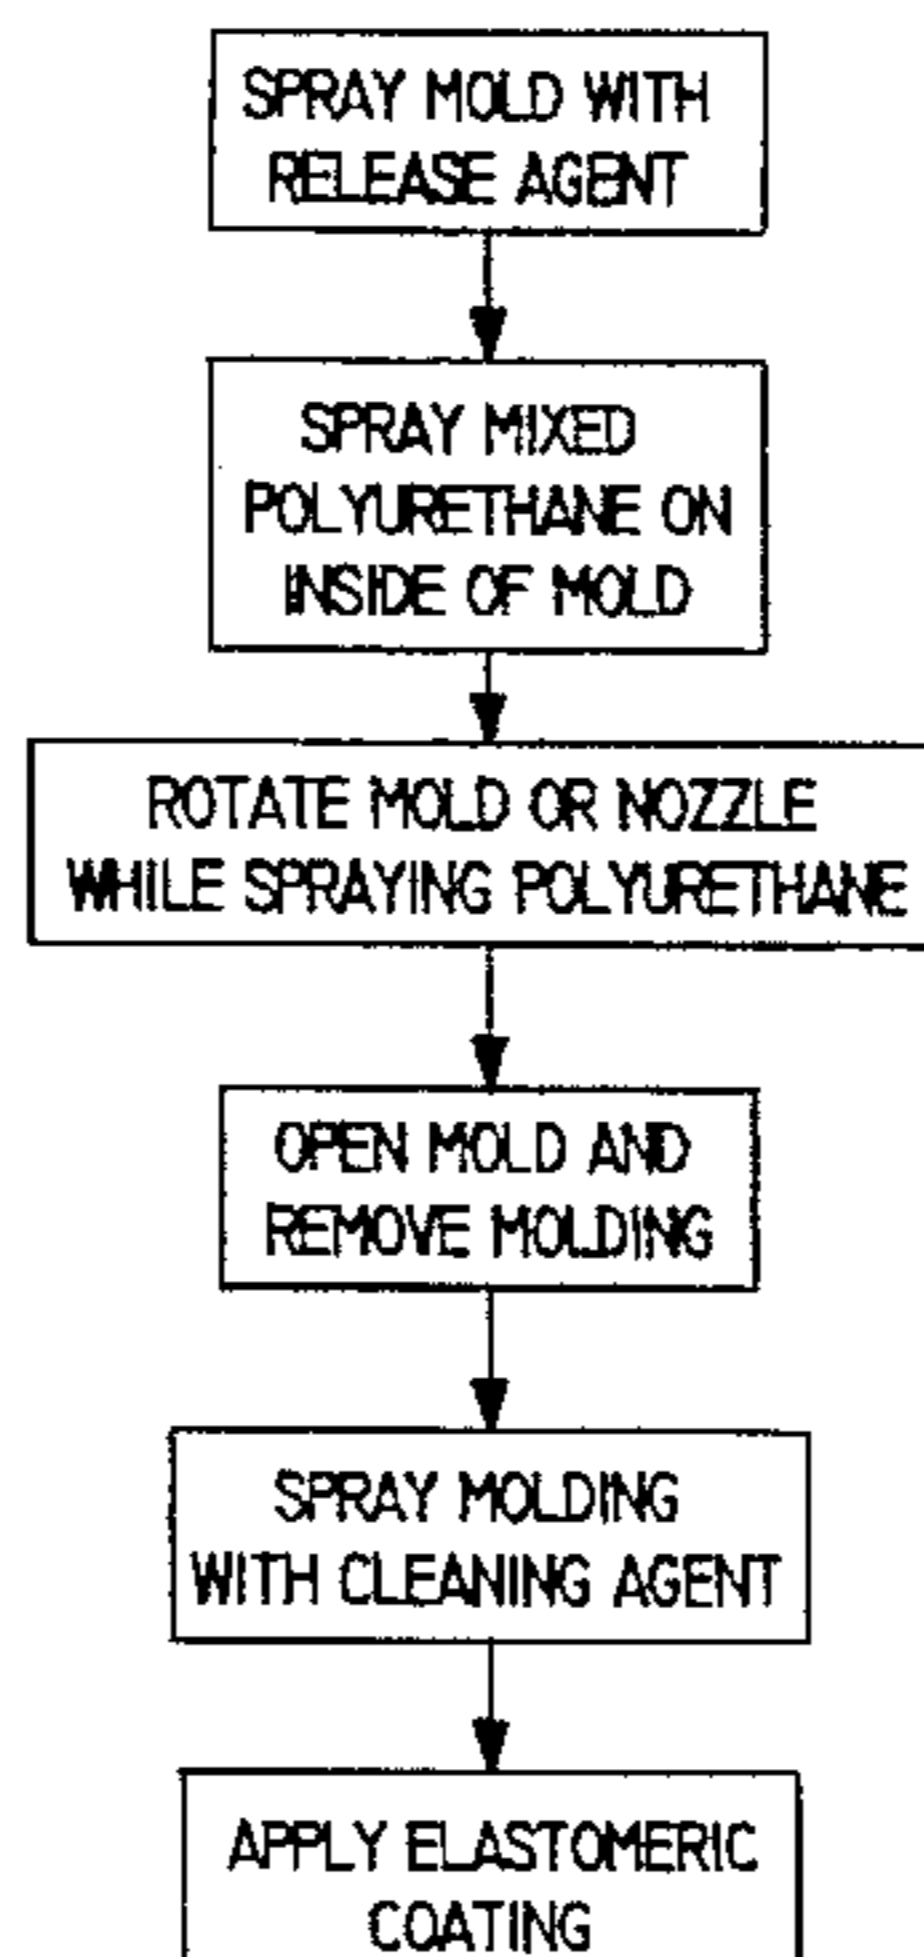 SPRAY MOLD WITH
RELEASE AGENT
SPRAY MIXED
POLYURETHANE ON
INSIDE OF MOLD
ROTATE MOLD OR NOZZLE
WHILE SPRAYING POLYURETHANE
OPEN MOLD AND
REMOVE MOLDING
SPRAY MOLDING
WITH CLEANING AGENT
APPLY ELASTOMERIC
COATING